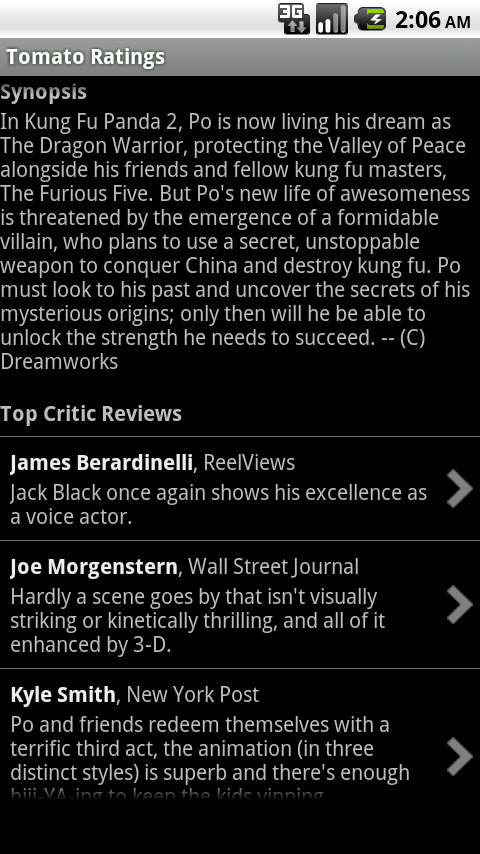 3G
2:06 AM
Tomato Ratings
Synopsis
In Kung Fu Panda 2, Po is now living his dream as
The Dragon Warrior, protecting the Valley of Peace
alongside his friends and fellow kung fu masters,
The Furious Five. But Po's new life of awesomeness
is threatened by the emergence of a formidable
villain, who plans to use a secret, unstoppable
weapon to conquer China and destroy kung fu. Po
must look to his past and uncover the secrets of his
mysterious origins; only then will he be able to
unlock the strength he needs to succeed. -- (C)
Dreamworks
Top Critic Reviews
James Berardinelli, ReelViews
Jack Black once again shows his excellence as
a voice actor.
Joe Morgenstern, Wall Street Journal
Hardly a scene goes by that isn't visually
striking or kinetically thrilling, and all of it
enhanced by 3-D.
Kyle Smith, New York Post
Po and friends redeem themselves with a
terrific third act, the animation (in three
distinct styles) is superb and there's enough
to keep the kids yipping